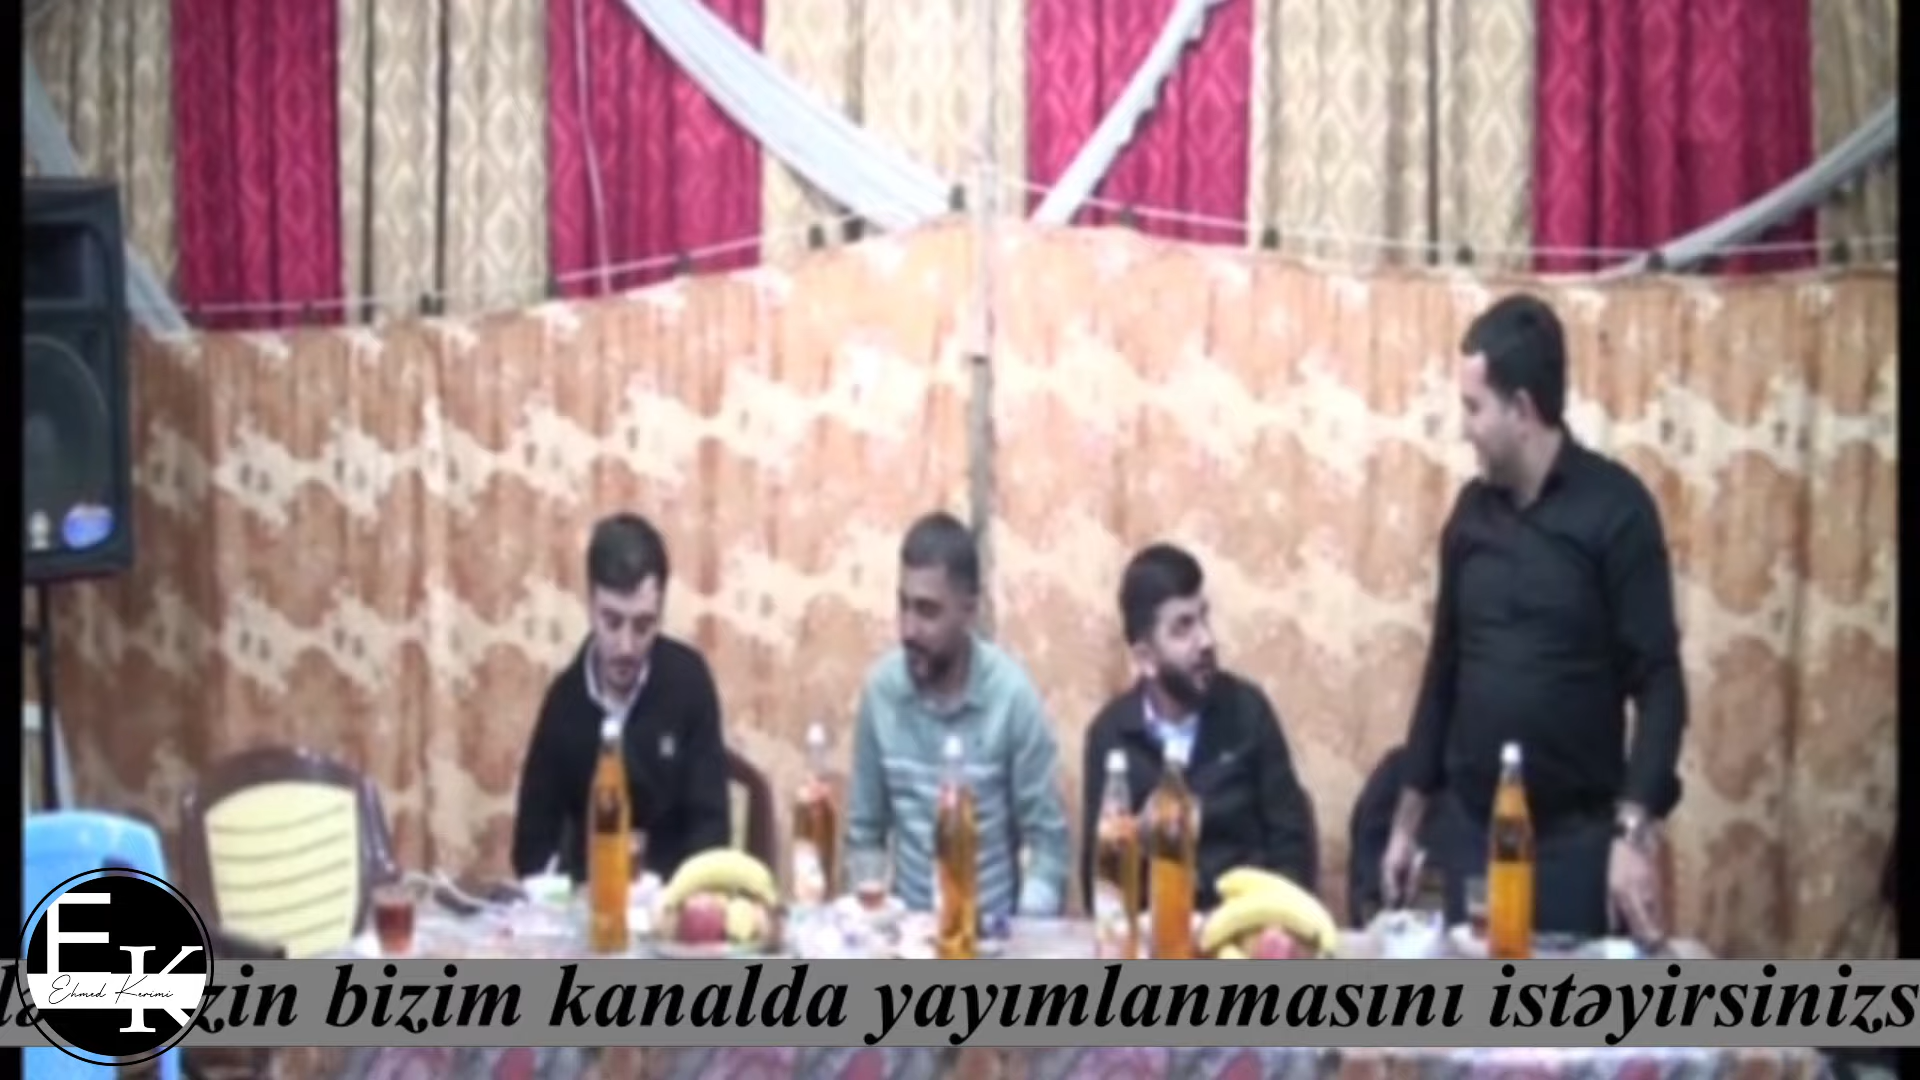 EK
Ehmed Kerimi
zin bizim kanalda yayımlanmasını istəyirsinizs